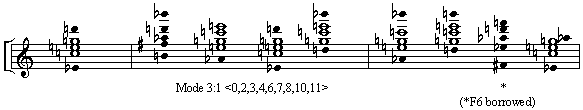 Mode 3:1 <0,2,3,4,6,7,8,10,11>
*
(*F6 borrowed)